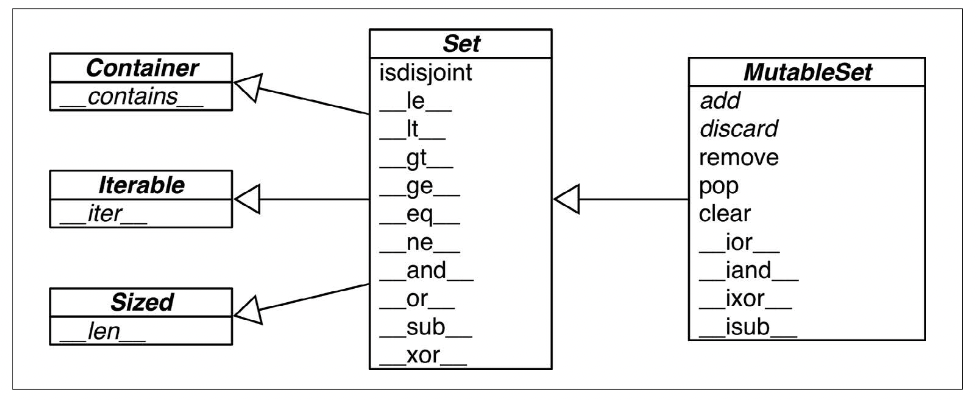 Container
__contains__
Iterable
__iter__
Sized
__len__
Set
isdisjoint
__le__
__lt__
__gt__
__ge__
__eq__
__ne__
__and__
__or__
__sub__
__xor__
MutableSet
add
discard
remove
pop
clear
__ior__
__iand__
__ixor__
__isub__